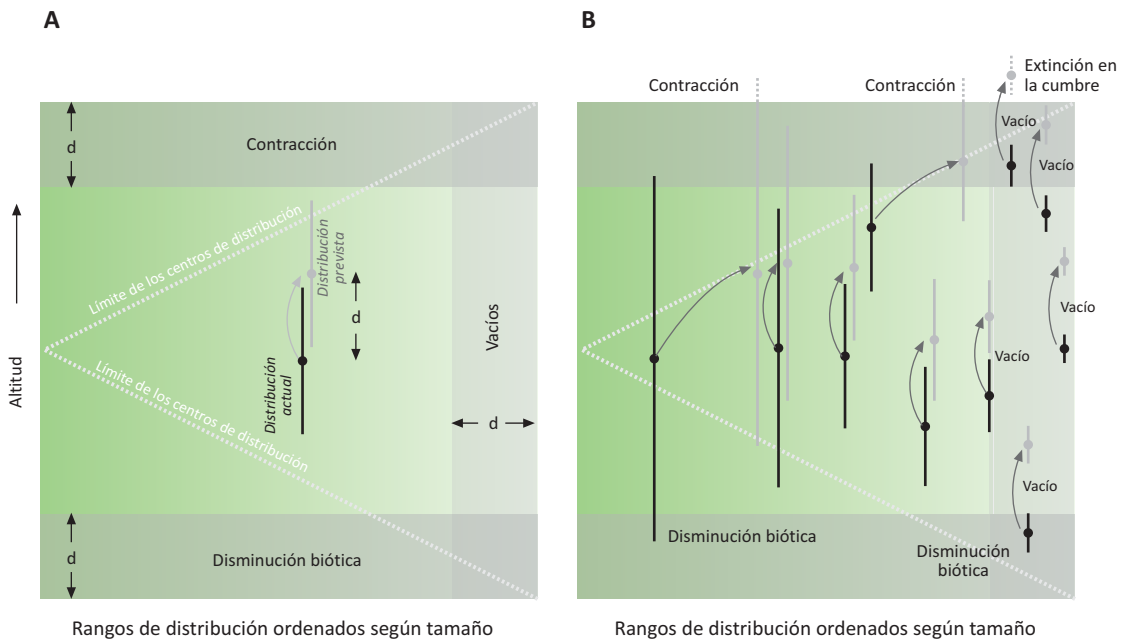 A
Contracción
d
Límite de los centros de distribución
Distribución
prevista
d
Altitud
Vacíos
Límite de los centros de distribución
Distribución
actual
d
d
Disminución biótica
Rangos de distribución ordenados según tamaño
B
Contracción
Contracción
Extinción en
la cumbre
Vacío
Vacío
Vacío
Vacío
Vacío
Disminución biótica
Disminución
biótica
Rangos de distribución ordenados según tamaño